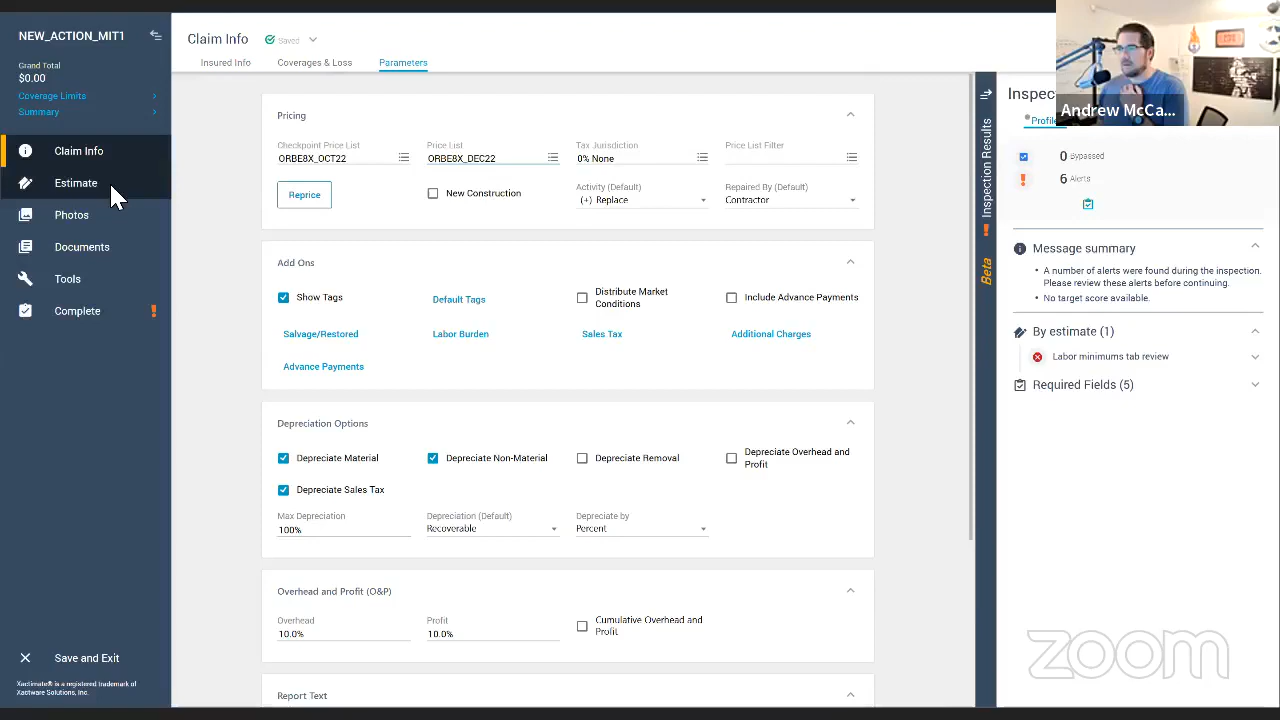 NEW_ACTION_MIT1
Grand Total
$0.00
Coverage Limits
Summary
Claim Info
Estimate
Photos
Documents
Tools
Complete
Save and Exit
Xactimate® is a registered trademark of
Xactware Solutions, Inc.
Claim Info
Saved
Insured Info
Coverages & Loss
Parameters
Pricing
Checkpoint Price List
ORBE8X_OCT22
Price List
ORBE8X_DEC22
Tax Jurisdiction
0% None
Price List Filter
Reprice
New Construction
Activity (Default)
(+) Replace
Repaired By (Default)
Contractor
Add Ons
Show Tags
Default Tags
Distribute Market
Conditions
Include Advance Payments
Salvage/Restored
Labor Burden
Sales Tax
Additional Charges
Advance Payments
Depreciation Options
Depreciate Material
Depreciate Non-Material
Depreciate Removal
Depreciate Overhead and
Profit
Depreciate Sales Tax
Max Depreciation
100%
Depreciation (Default)
Recoverable
Depreciate by
Percent
Overhead and Profit (O&P)
Overhead
10.0%
Profit
10.0%
Cumulative Overhead and
Profit
Report Text
Inspection Results
Beta
Inspec
Profile
0 Bypassed
6 Alerts
Message summary
• A number of alerts were found during the inspection.
Please review these alerts before continuing.
• No target score available.
By estimate (1)
Labor minimums tab review
Required Fields (5)
Andrew McCa...
zoom